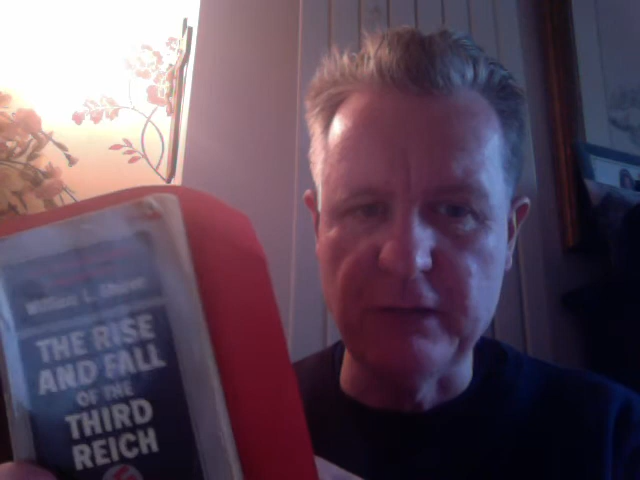 William L. Shirer
THE RISE
AND FALL
OF THE
THIRD
REICH